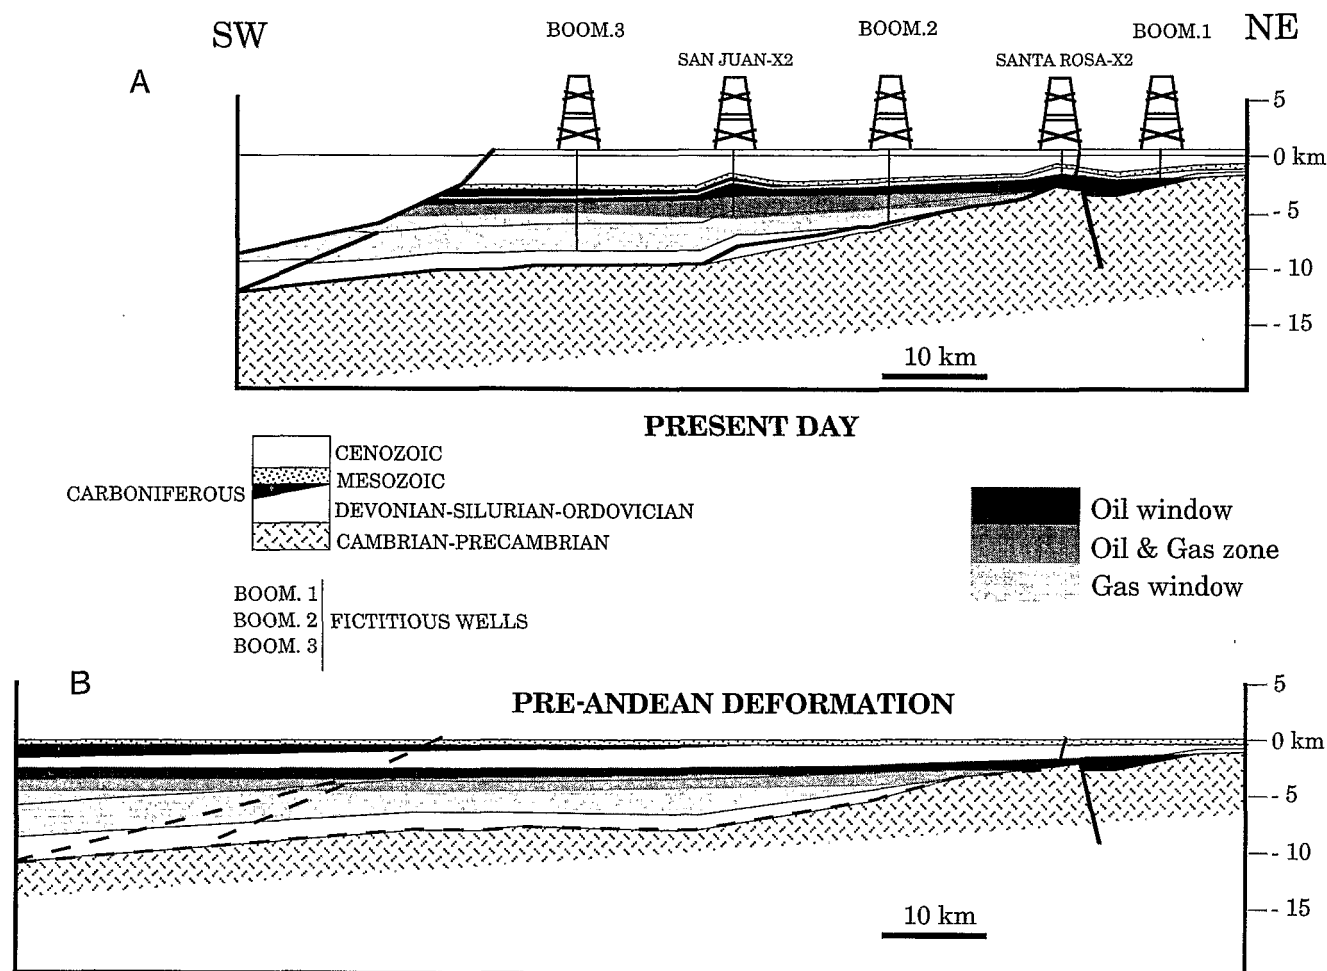 SW
BOOM.3
BOOM.2
BOOM.1
NE
SAN JUAN-X2
SANTA ROSA-X2
A
5
0 km
- 5
- 10
- 15
10 km
PRESENT DAY
CENOZOIC
MESOZOIC
CARBONIFEROUS
DEVONIAN-SILURIAN-ORDOVICIAN
CAMBRIAN-PRECAMBRIAN
Oil window
Oil & Gas zone
Gas window
BOOM. 1
BOOM. 2
FICTITIOUS WELLS
BOOM. 3
B
PRE-ANDEAN DEFORMATION
5
0 km
- 5
- 10
- 15
10 km